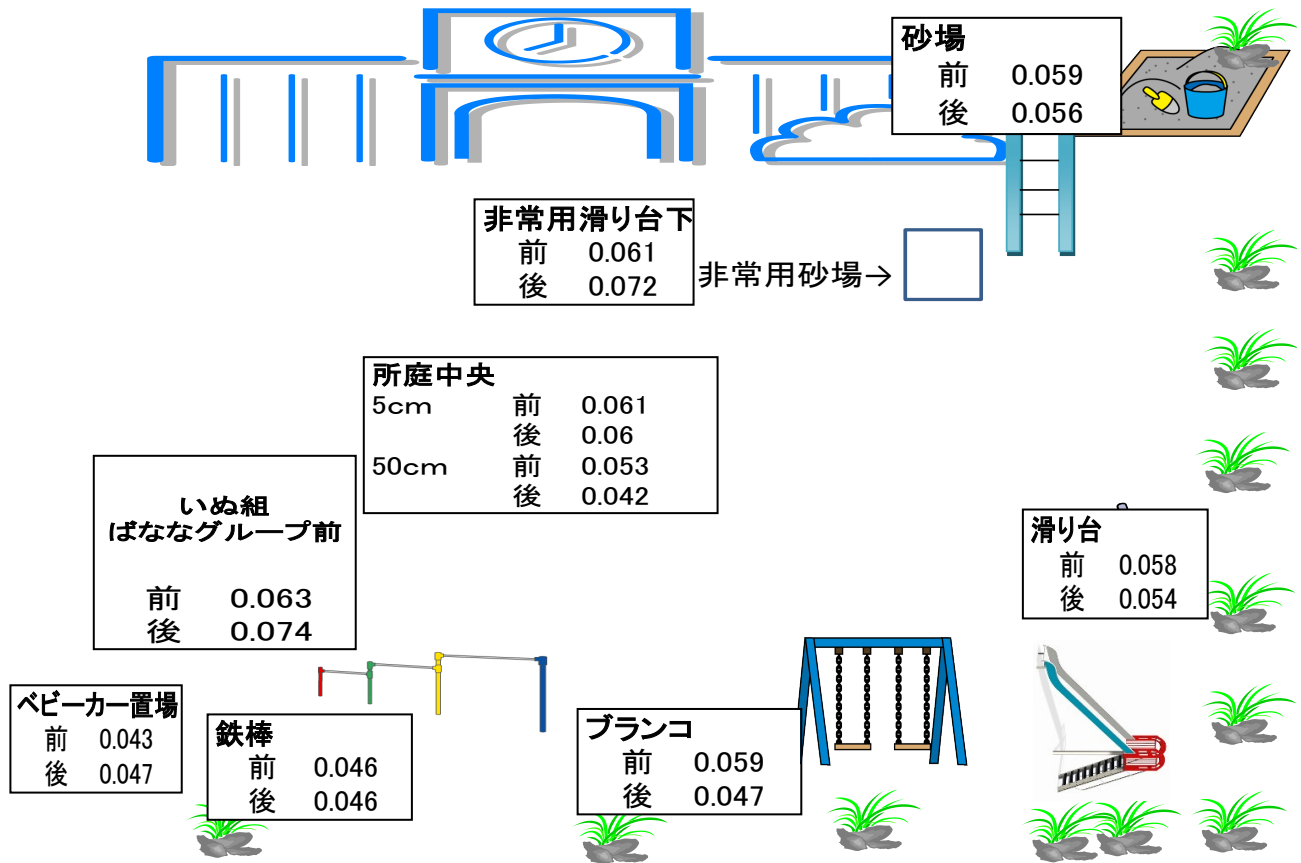 砂場
前 0.059
後 0.056
非常用滑り台下
前 0.061
後 0.072
非常用砂場→
所庭中央
5cm 前 0.061
後 0.06
50cm 前 0.053
後 0.042
いぬ組
ばななグループ前
前 0.063
後 0.074
滑り台
前 0.058
後 0.054
ベビーカー置場
前 0.043
後 0.047
鉄棒
前 0.046
後 0.046
ブランコ
前 0.059
後 0.047